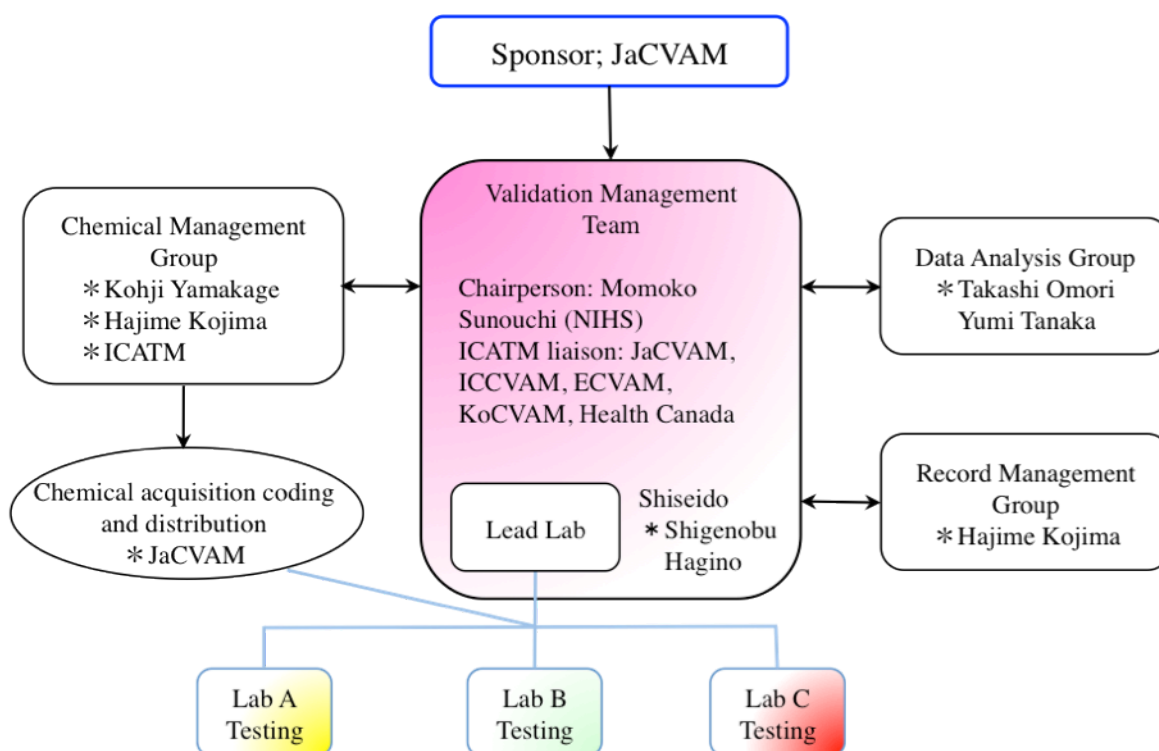 Sponsor; JaCVAM
Validation Management
Team
Chairperson: Momoko
Sunouchi (NIHS)
ICATM liaison: JaCVAM,
ICCVAM, ECVAM,
KoCVAM, Health Canada
Lead Lab
Shiseido
*Shigenobu
Hagino
Chemical Management
Group
*Kohji Yamakage
*Hajime Kojima
*ICATM
Chemical acquisition coding
and distribution
*JaCVAM
Data Analysis Group
*Takashi Omori
Yumi Tanaka
Record Management
Group
*Hajime Kojima
Lab A
Testing
Lab B
Testing
Lab C
Testing